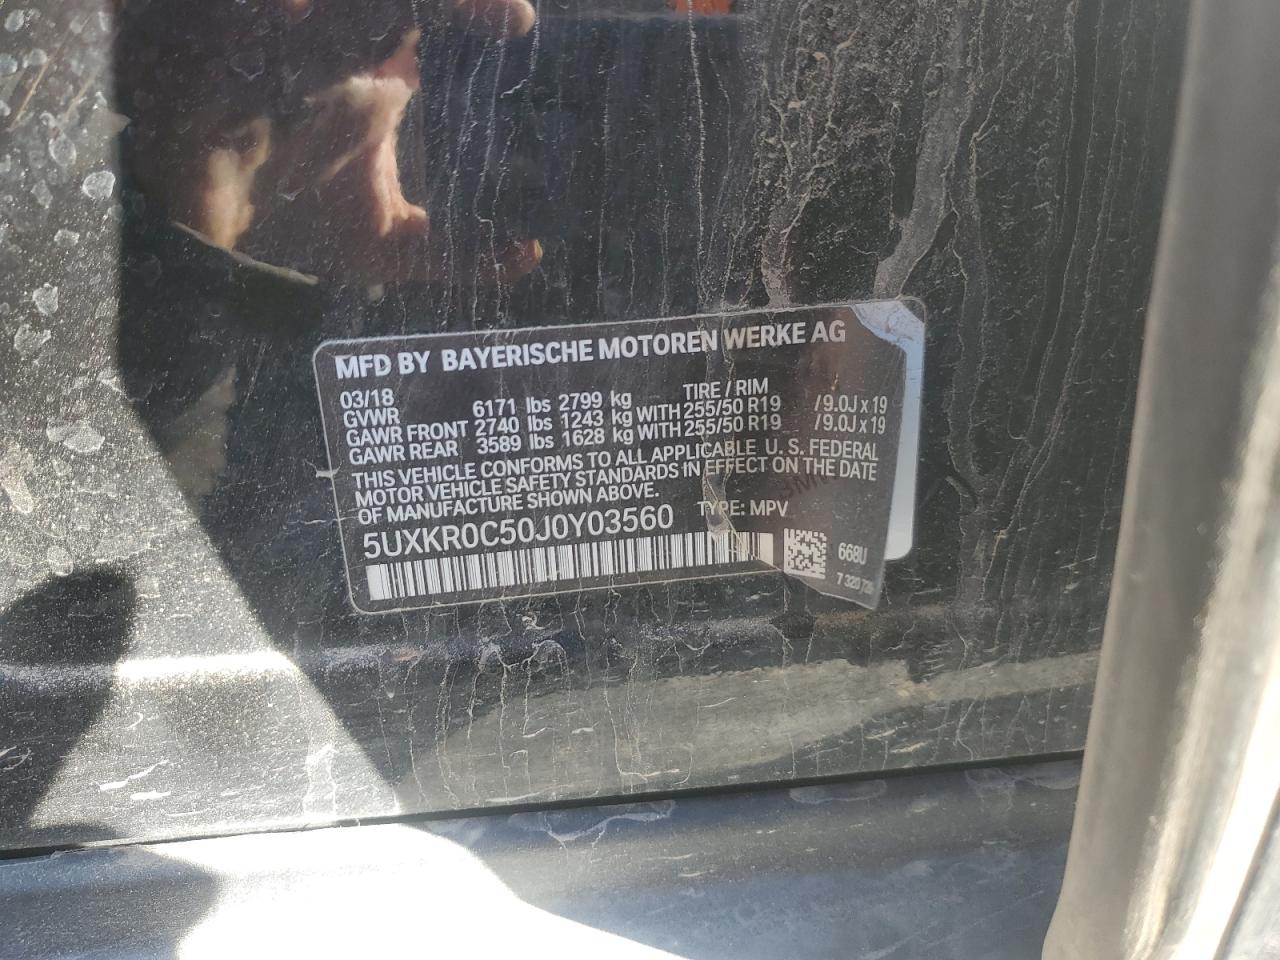 MFD BY BAYERISCHE MOTOREN WERKE AG
03/18 TIRE / RIM
GVWR 6171 lbs 2799 kg
GAWR FRONT 2740 lbs 1243 kg WITH 255/50 R19 / 9.0J x 19
GAWR REAR 3589 lbs 1628 kg WITH 255/50 R19 / 9.0J x 19
THIS VEHICLE CONFORMS TO ALL APPLICABLE U. S. FEDERAL
MOTOR VEHICLE SAFETY STANDARDS IN EFFECT ON THE DATE
OF MANUFACTURE SHOWN ABOVE.
5UXKR0C50J0Y03560 TYPE: MPV
668U